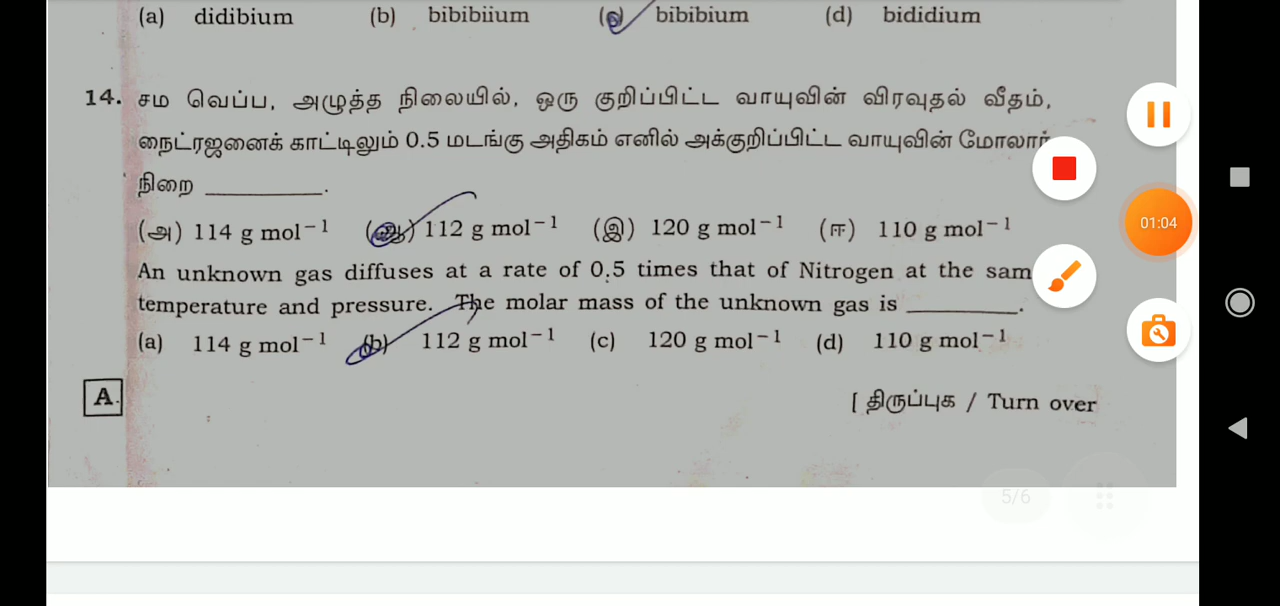 (a) didibium (b) bibibiium (c) bibibium (d) bididium
14. சம வெப்ப, அழுத்த நிலையில், ஒரு குறிப்பிட்ட வாயுவின் விரவுதல் வீதம்,
நைட்ரஜனைக் காட்டிலும் 0.5 மடங்கு அதிகம் எனில் அக்குறிப்பிட்ட வாயுவின் மோலார்
நிறை ____________.
(அ) 114 g mol⁻¹ (ஆ) 112 g mol⁻¹ (இ) 120 g mol⁻¹ (ஈ) 110 g mol⁻¹
An unknown gas diffuses at a rate of 0.5 times that of Nitrogen at the sam
temperature and pressure. The molar mass of the unknown gas is ____________.
(a) 114 g mol⁻¹ (b) 112 g mol⁻¹ (c) 120 g mol⁻¹ (d) 110 g mol⁻¹
A
[ திருப்புக / Turn over
5/6
01:04